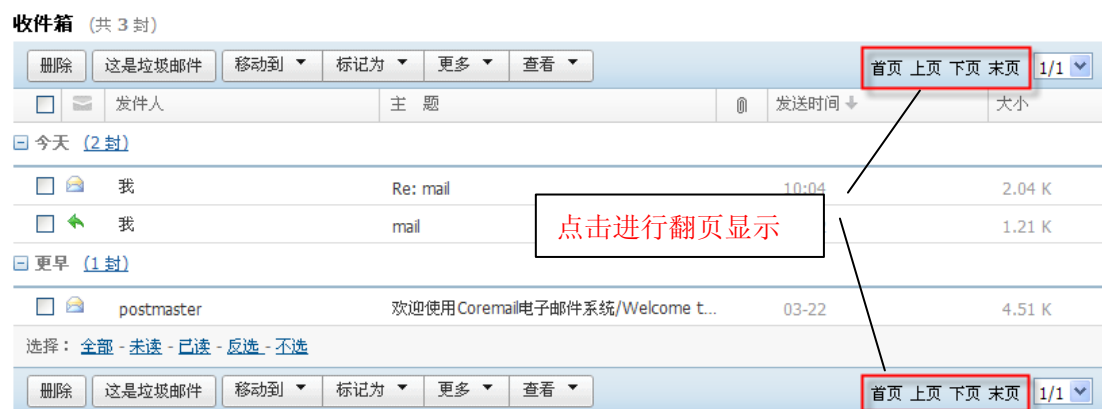 收件箱 (共 3 封)
删除 这是垃圾邮件 移动到 标记为 更多 查看 首页 上页 下页 末页 1/1
发件人 主 题 发送时间 大小
今天 (2 封)
我 Re: mail 10:04 2.04 K
我 mail 1.21 K
点击进行翻页显示
更早 (1 封)
postmaster 欢迎使用Coremail电子邮件系统/Welcome t... 03-22 4.51 K
选择： 全部 - 未读 - 已读 - 反选 - 不选
删除 这是垃圾邮件 移动到 标记为 更多 查看 首页 上页 下页 末页 1/1